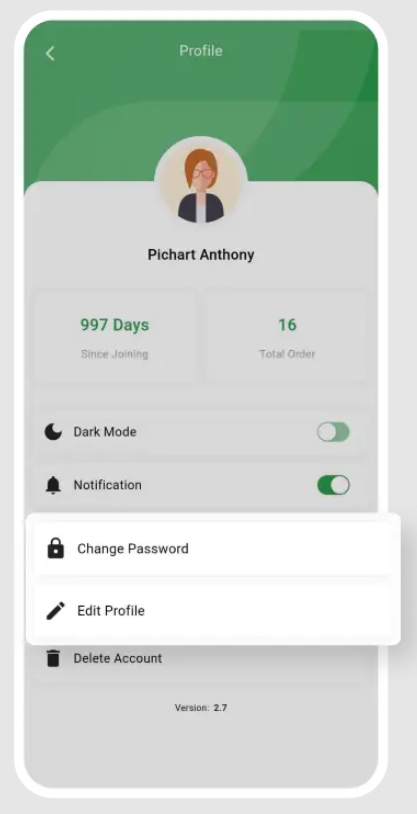 Profile
Pichart Anthony
997 Days
Since Joining
16
Total Order
Dark Mode
Notification
Change Password
Edit Profile
Delete Account
Version: 2.7